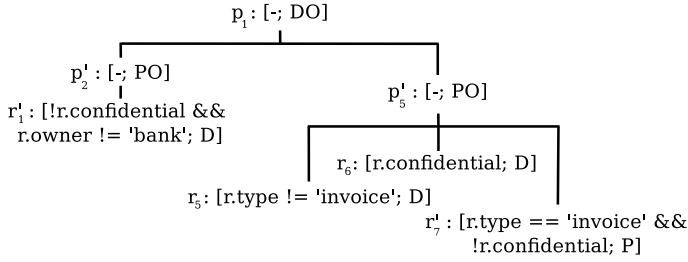 p₁: [-; DO]
p'₂ : [-; PO]
r'₁ : [!r.confidential &&
r.owner != 'bank'; D]
p'₅ : [-; PO]
r₆: [r.confidential; D]
r₅: [r.type != 'invoice'; D]
r'₇ : [r.type == 'invoice' &&
!r.confidential; P]